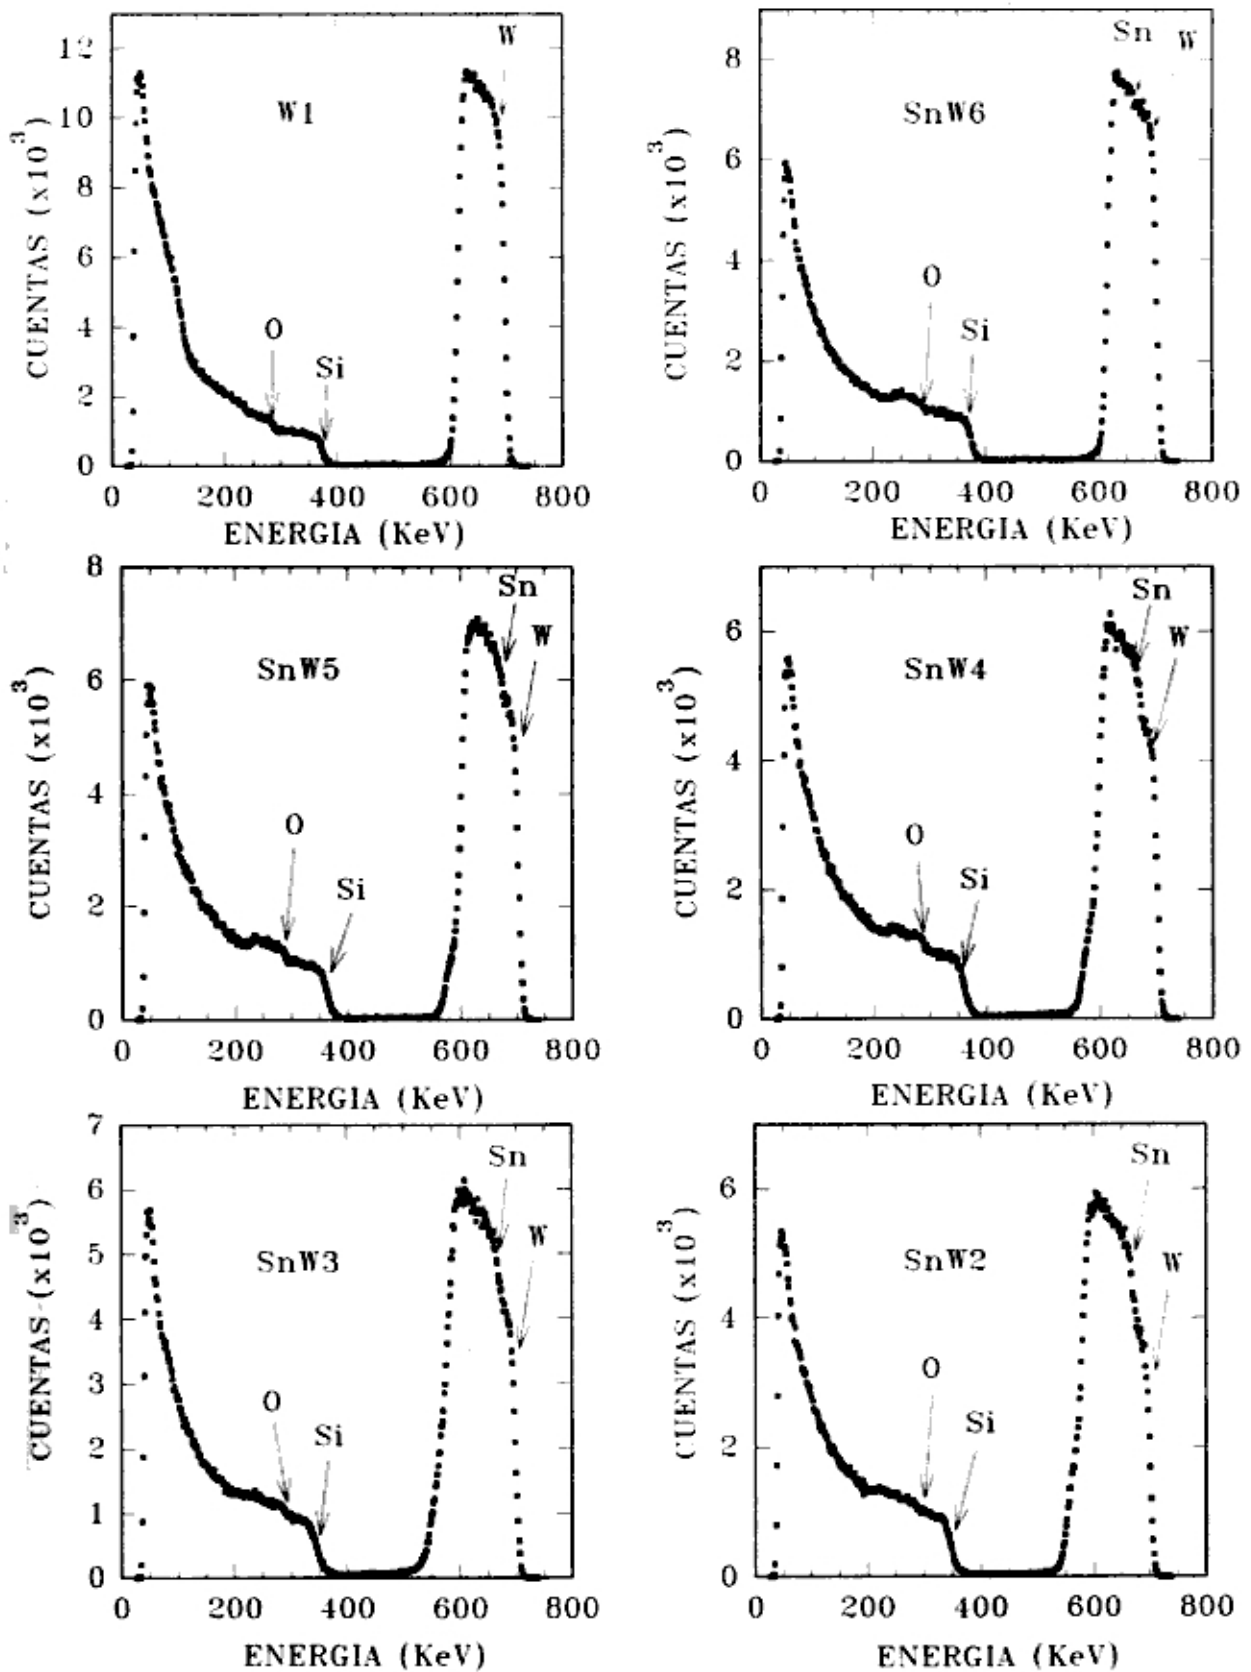 12
10
8
6
4
2
0
CUENTAS (x10³)
W1
W
O
Si
0 200 400 600 800
ENERGIA (KeV)
8
6
4
2
0
CUENTAS (x10³)
SnW6
Sn
W
O
Si
0 200 400 600 800
ENERGIA (KeV)
8
6
4
2
0
CUENTAS (x10³)
SnW5
Sn
W
O
Si
0 200 400 600 800
ENERGIA (KeV)
6
4
2
0
CUENTAS (x10³)
SnW4
Sn
W
O
Si
0 200 400 600 800
ENERGIA (KeV)
7
6
5
4
3
2
1
0
CUENTAS (x10³)
SnW3
Sn
W
O
Si
0 200 400 600 800
ENERGIA (KeV)
6
4
2
0
CUENTAS (x10³)
SnW2
Sn
W
O
Si
0 200 400 600 800
ENERGIA (KeV)